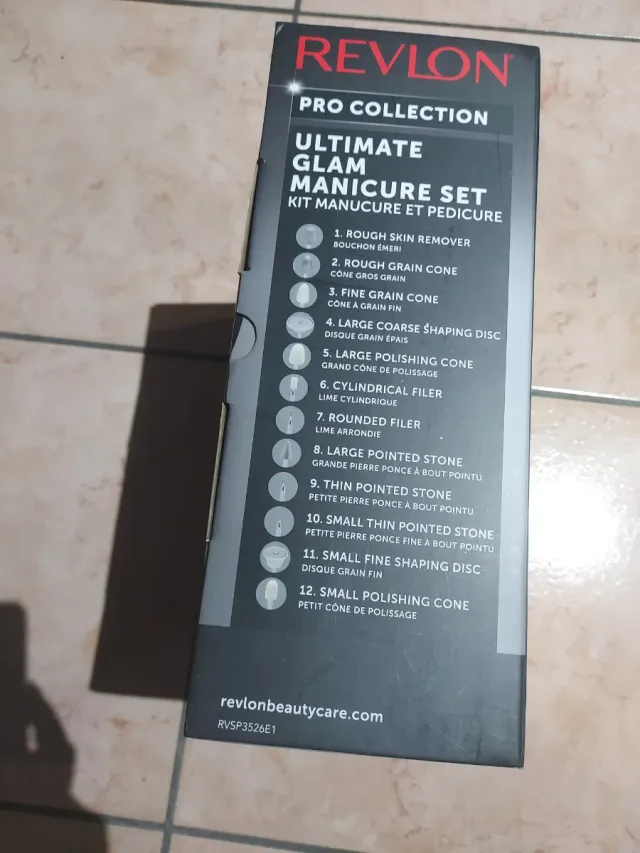 REVLON
PRO COLLECTION
ULTIMATE
GLAM
MANICURE SET
KIT MANUCURE ET PEDICURE
1. ROUGH SKIN REMOVER
BOUCHON ÉMERI
2. ROUGH GRAIN CONE
CÔNE GROS GRAIN
3. FINE GRAIN CONE
CÔNE À GRAIN FIN
4. LARGE COARSE SHAPING DISC
DISQUE GRAIN ÉPAIS
5. LARGE POLISHING CONE
GRAND CÔNE DE POLISSAGE
6. CYLINDRICAL FILER
LIME CYLINDRIQUE
7. ROUNDED FILER
LIME ARRONDIE
8. LARGE POINTED STONE
GRANDE PIERRE PONCE À BOUT POINTU
9. THIN POINTED STONE
PETITE PIERRE PONCE À BOUT POINTU
10. SMALL THIN POINTED STONE
PETITE PIERRE PONCE FINE À BOUT POINTU
11. SMALL FINE SHAPING DISC
DISQUE GRAIN FIN
12. SMALL POLISHING CONE
PETIT CÔNE DE POLISSAGE
revlonbeautycare.com
RVSP3526E1